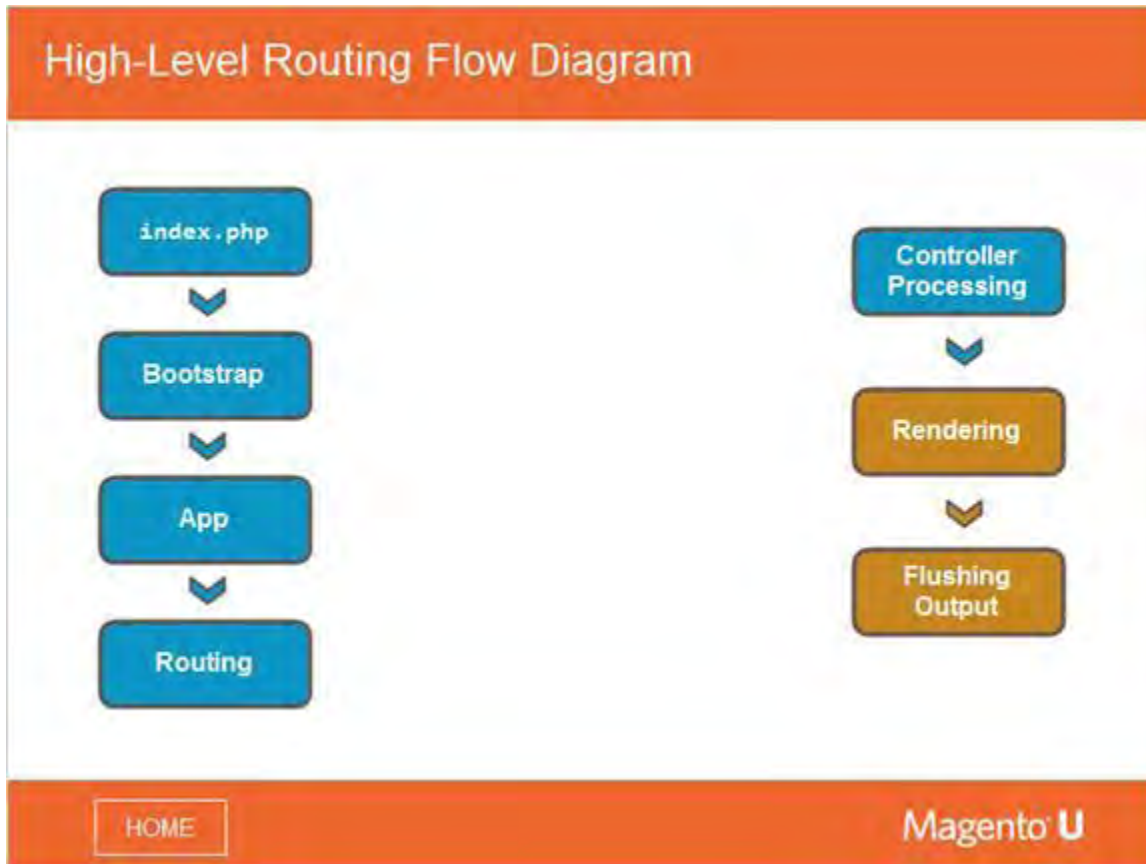 High-Level Routing Flow Diagram
index.php
Bootstrap
App
Routing
Controller
Processing
Rendering
Flushing
Output
HOME
Magento U